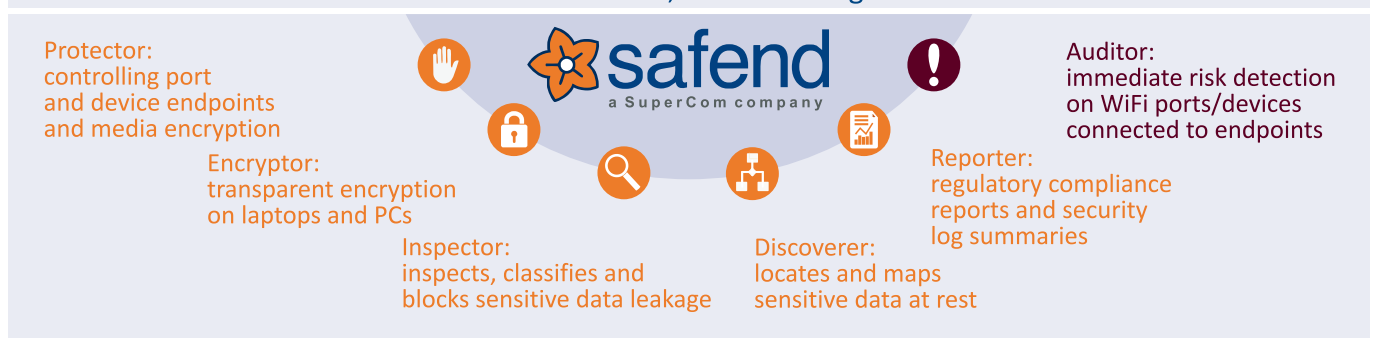 safend
a SuperCom company
Protector:
controlling port
and device endpoints
and media encryption
Encryptor:
transparent encryption
on laptops and PCs
Inspector:
inspects, classifies and
blocks sensitive data leakage
Discoverer:
locates and maps
sensitive data at rest
Reporter:
regulatory compliance
reports and security
log summaries
Auditor:
immediate risk detection
on WiFi ports/devices
connected to endpoints